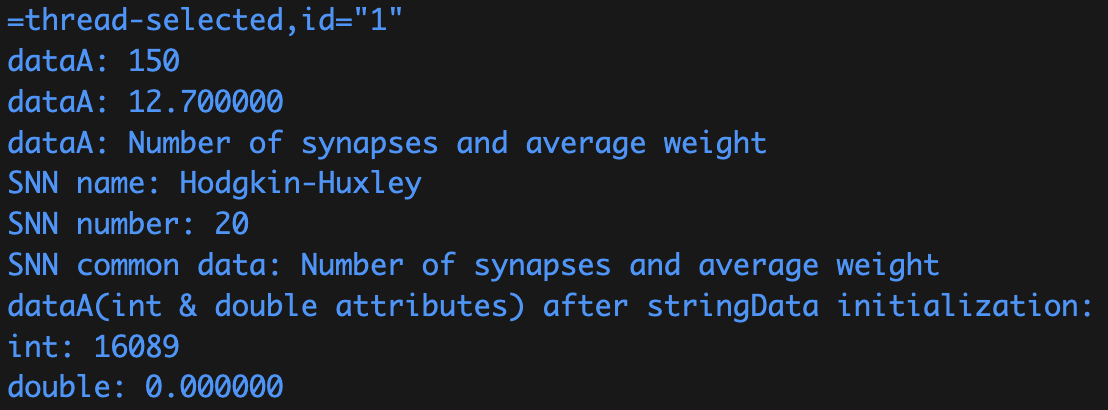 =thread-selected,id="1"
dataA: 150
dataA: 12.700000
dataA: Number of synapses and average weight
SNN name: Hodgkin-Huxley
SNN number: 20
SNN common data: Number of synapses and average weight
dataA(int & double attributes) after stringData initialization:
int: 16089
double: 0.000000